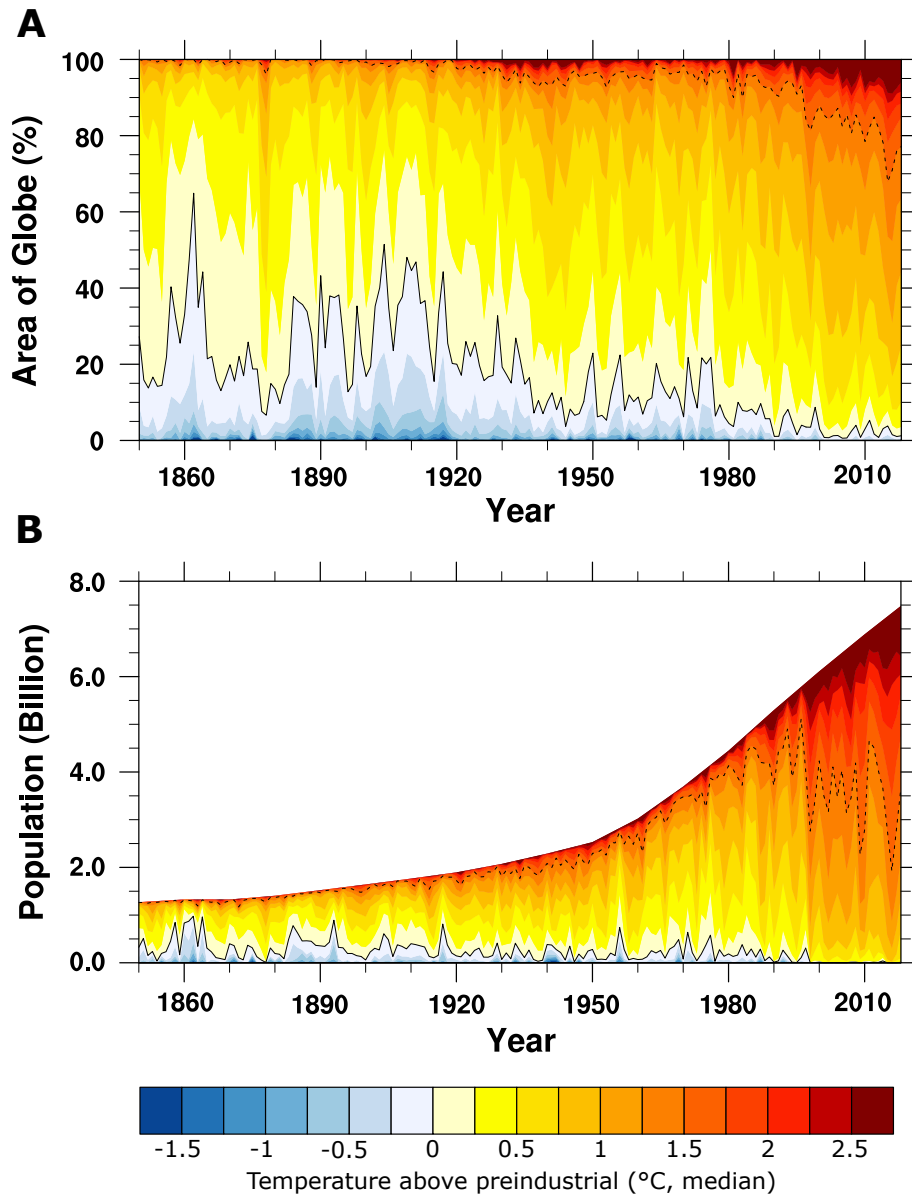 A
100
80
60
40
20
0
Area of Globe (%)
1860 1890 1920 1950 1980 2010
Year
B
8.0
6.0
4.0
2.0
0.0
Population (Billion)
1860 1890 1920 1950 1980 2010
Year
-1.5 -1 -0.5 0 0.5 1 1.5 2 2.5
Temperature above preindustrial (°C, median)